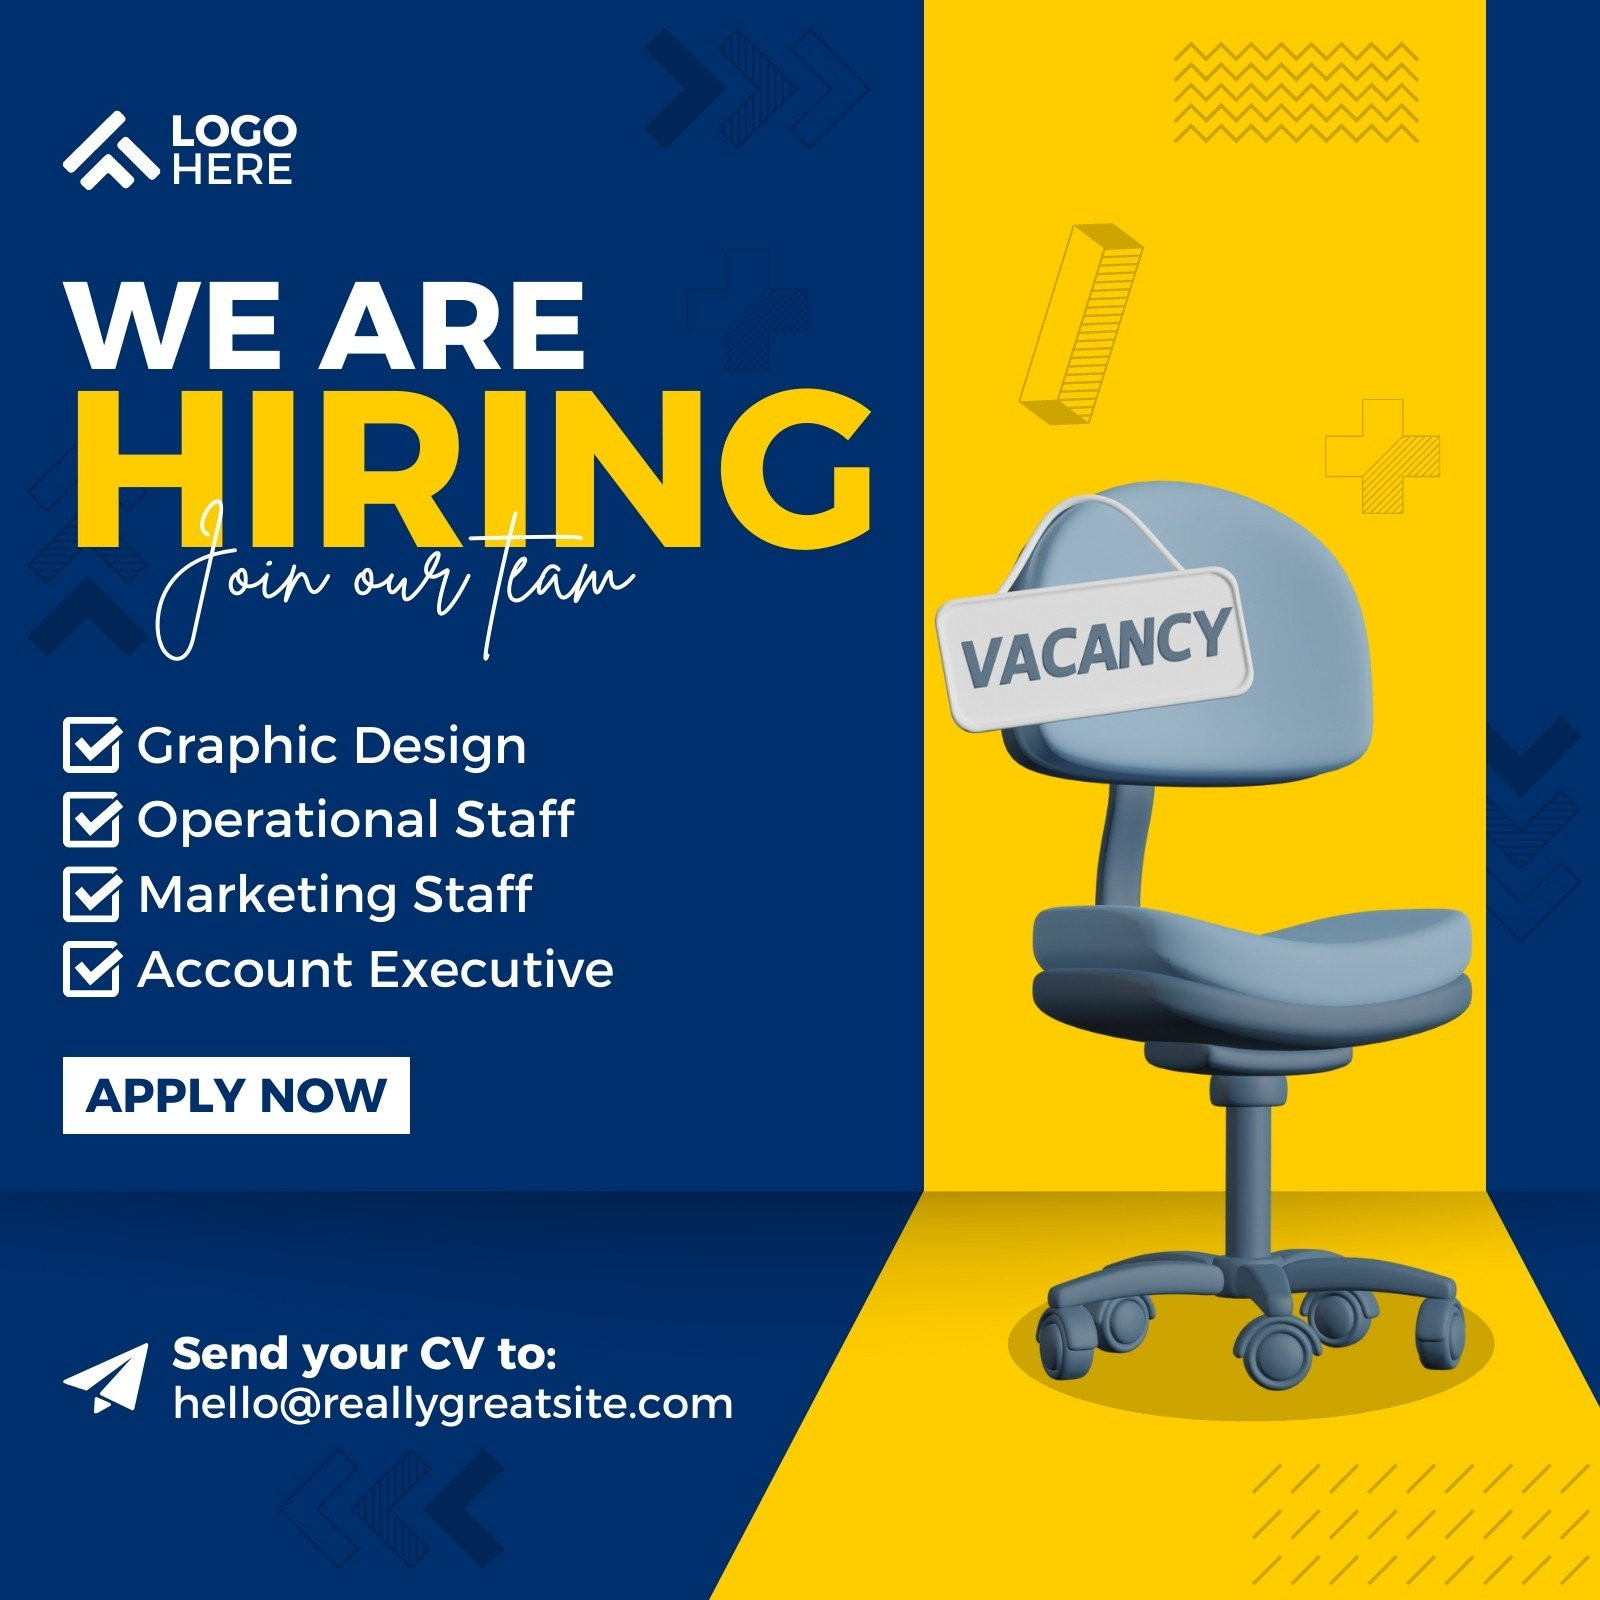 LOGO
HERE
WE ARE
HIRING
Join our team
Graphic Design
Operational Staff
Marketing Staff
Account Executive
APPLY NOW
Send your CV to:
hello@reallygreatsite.com
VACANCY